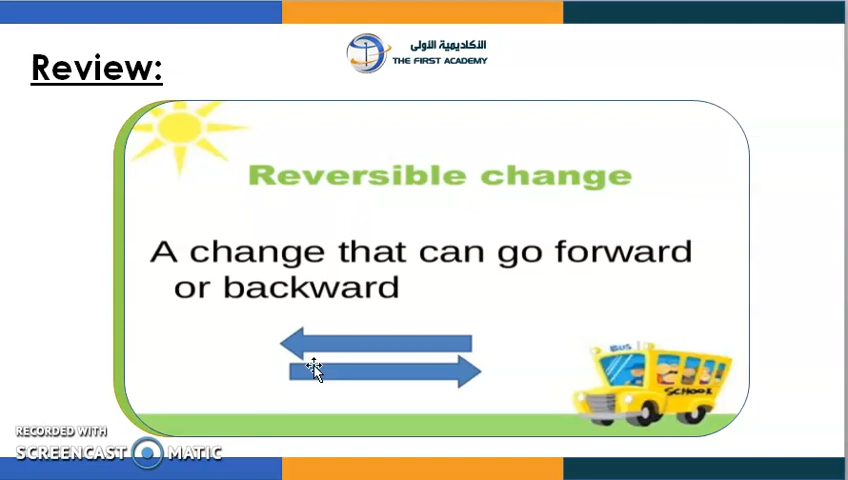 الأكاديمية الأولى
THE FIRST ACADEMY
Review:
Reversible change
A change that can go forward
or backward
BUS
SCHOOL
RECORDED WITH
SCREENCAST MATIC